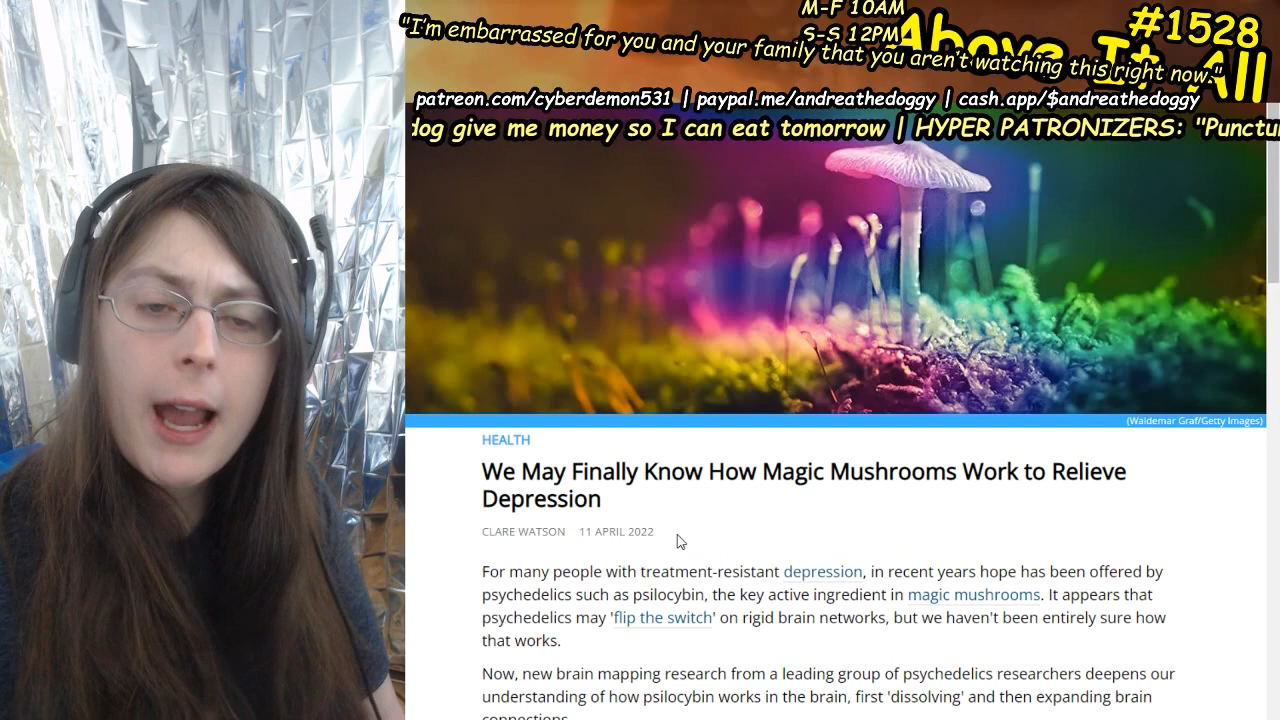 M-F 10AM
S-S 12PM
Above It All
#1528
"I'm embarrassed for you and your family that you aren't watching this right now."
patreon.com/cyberdemon531 | paypal.me/andreathedoggy | cash.app/$andreathedoggy
dog give me money so I can eat tomorrow | HYPER PATRONIZERS: "Punctu
(Waldemar Graf/Getty Images)
HEALTH
We May Finally Know How Magic Mushrooms Work to Relieve
Depression
CLARE WATSON 11 APRIL 2022
For many people with treatment-resistant depression, in recent years hope has been offered by
psychedelics such as psilocybin, the key active ingredient in magic mushrooms. It appears that
psychedelics may 'flip the switch' on rigid brain networks, but we haven't been entirely sure how
that works.
Now, new brain mapping research from a leading group of psychedelics researchers deepens our
understanding of how psilocybin works in the brain, first 'dissolving' and then expanding brain
connections.